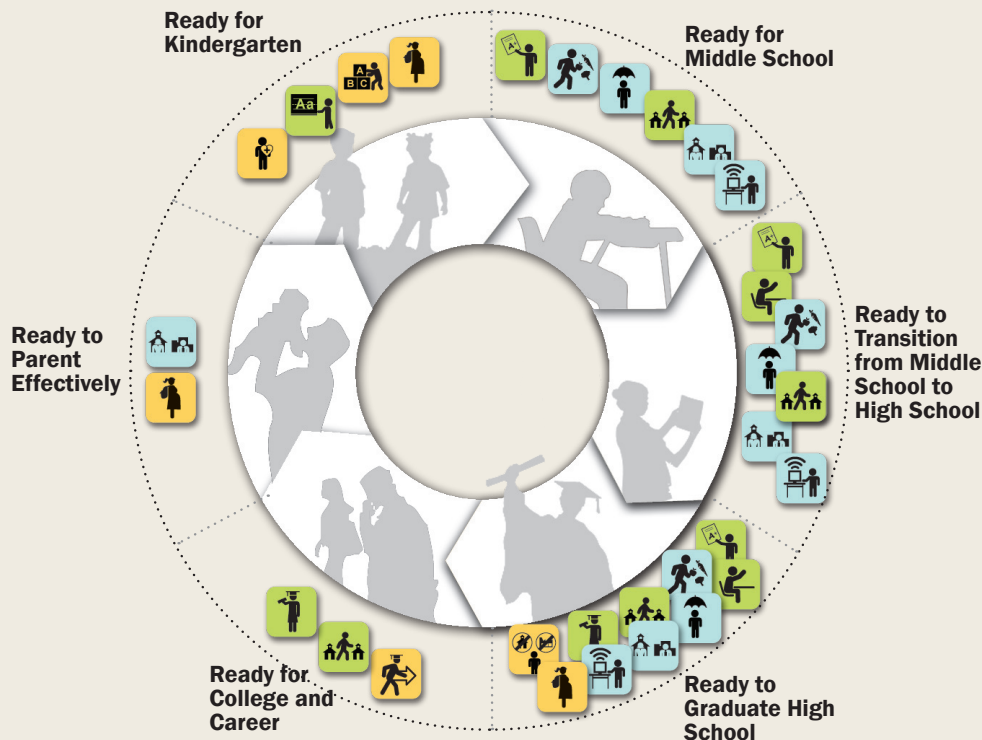 Ready for
Kindergarten
Ready for
Middle School
A
B C
Aa
A+
A+
Ready to
Parent
Effectively
Ready to
Transition
from Middle
School to
High School
A+
Ready for
College and
Career
Ready to
Graduate High
School